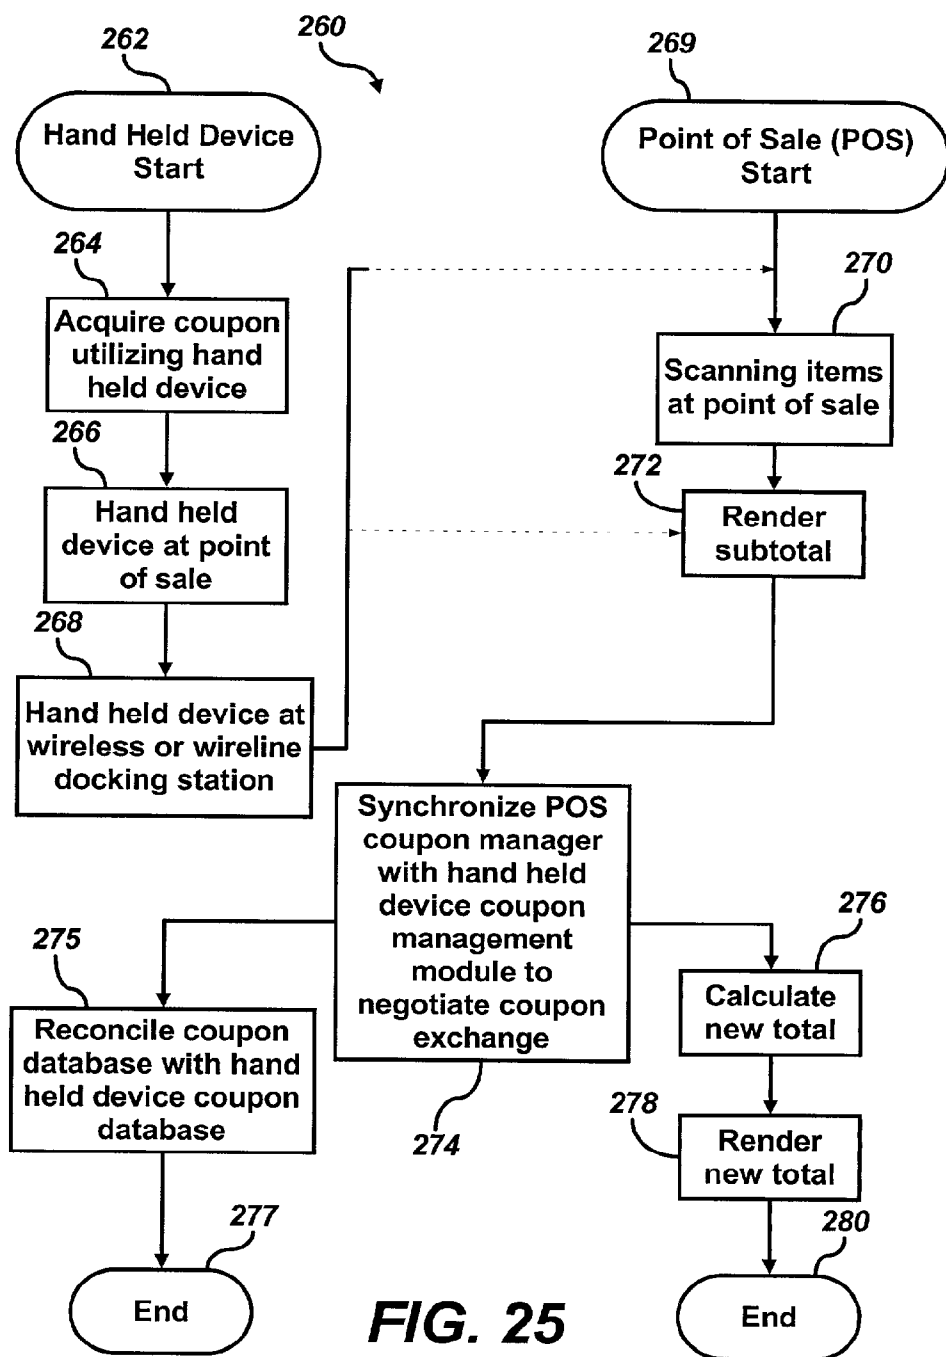 262
260
269
Hand Held Device
Start
Point of Sale (POS)
Start
264
Acquire coupon
utilizing hand
held device
270
Scanning items
at point of sale
266
Hand held
device at point
of sale
272
Render
subtotal
268
Hand held device at
wireless or wireline
docking station
Synchronize POS
coupon manager
with hand held
device coupon
management
module to
negotiate coupon
exchange
274
275
Reconcile coupon
database with hand
held device coupon
database
276
Calculate
new total
278
Render
new total
277
End
280
End
FIG. 25